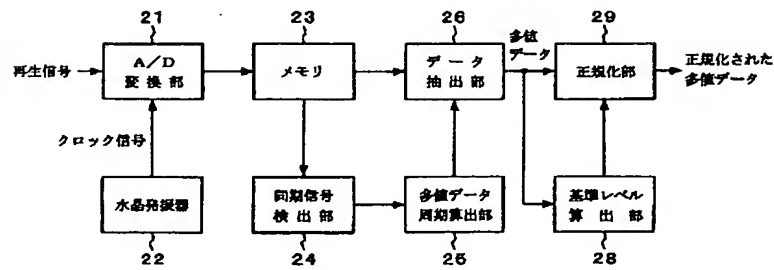 21
23
26
29
再生信号
A/D
変換部
メモリ
データ
抽出部
多値
データ
正規化部
正規化された
多値データ
クロック信号
水晶発振器
同期信号
検出部
多値データ
周期算出部
基準レベル
算出部
22
24
25
28